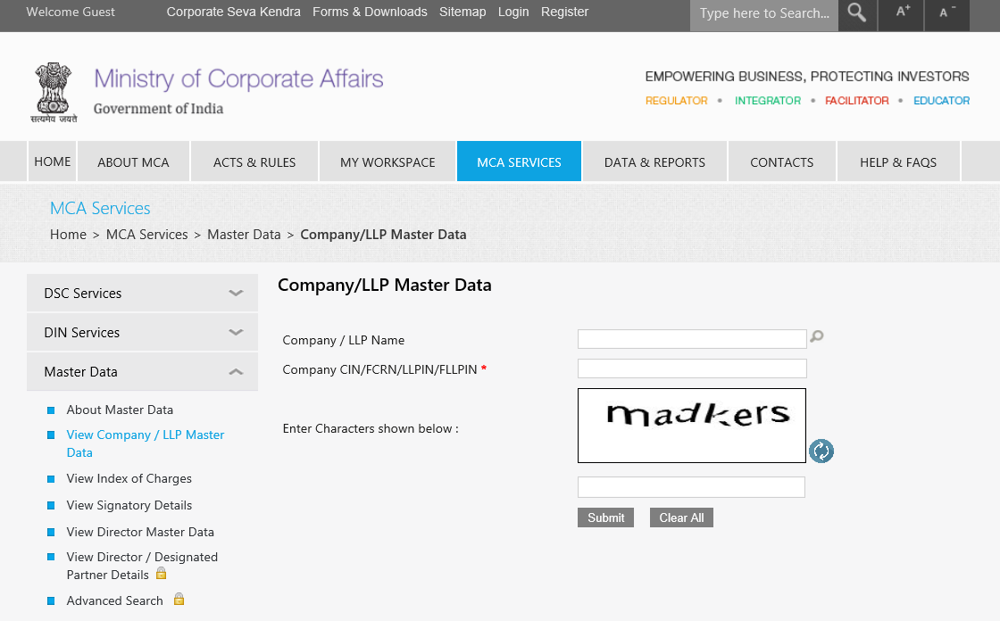 Welcome Guest
Corporate Seva Kendra Forms & Downloads Sitemap Login Register
Type here to Search...
A+
A-
सत्यमेव जयते
Ministry of Corporate Affairs
Government of India
EMPOWERING BUSINESS, PROTECTING INVESTORS
REGULATOR • INTEGRATOR • FACILITATOR • EDUCATOR
HOME ABOUT MCA ACTS & RULES MY WORKSPACE MCA SERVICES DATA & REPORTS CONTACTS HELP & FAQS
MCA Services
Home > MCA Services > Master Data > Company/LLP Master Data
DSC Services
DIN Services
Master Data
About Master Data
View Company / LLP Master
Data
View Index of Charges
View Signatory Details
View Director Master Data
View Director / Designated
Partner Details
Advanced Search
Company/LLP Master Data
Company / LLP Name
Company CIN/FCRN/LLPIN/FLLPIN *
Enter Characters shown below :
madkers
Submit Clear All